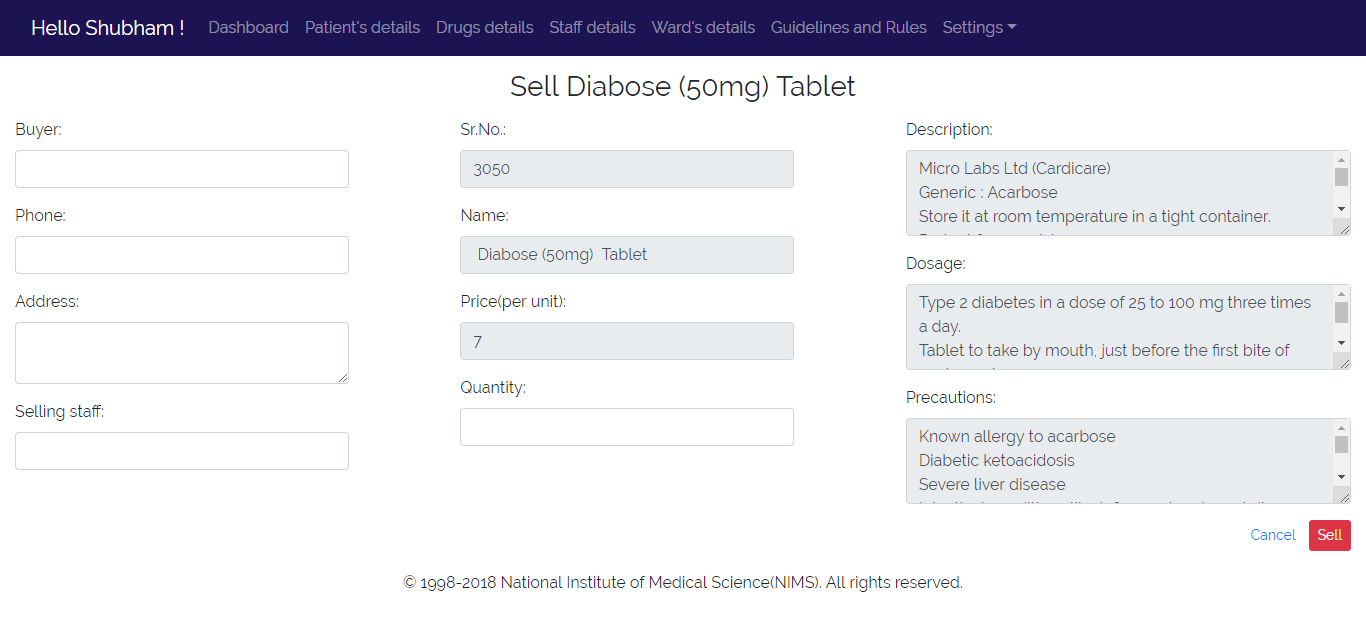 Hello Shubham ! Dashboard Patient's details Drugs details Staff details Ward's details Guidelines and Rules Settings
Sell Diabose (50mg) Tablet
Buyer:
Phone:
Address:
Selling staff:
Sr.No.:
3050
Name:
Diabose (50mg) Tablet
Price(per unit):
7
Quantity:
Description:
Micro Labs Ltd (Cardicare)
Generic : Acarbose
Store it at room temperature in a tight container.
Dosage:
Type 2 diabetes in a dose of 25 to 100 mg three times
a day.
Tablet to take by mouth, just before the first bite of
Precautions:
Known allergy to acarbose
Diabetic ketoacidosis
Severe liver disease
Cancel Sell
© 1998-2018 National Institute of Medical Science(NIMS). All rights reserved.